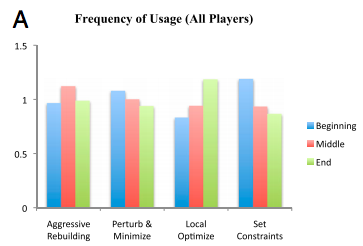 A
Frequency of Usage (All Players)
1.5
1
0.5
0
Beginning
Middle
End
Aggressive Rebuilding
Perturb & Minimize
Local Optimize
Set Constraints